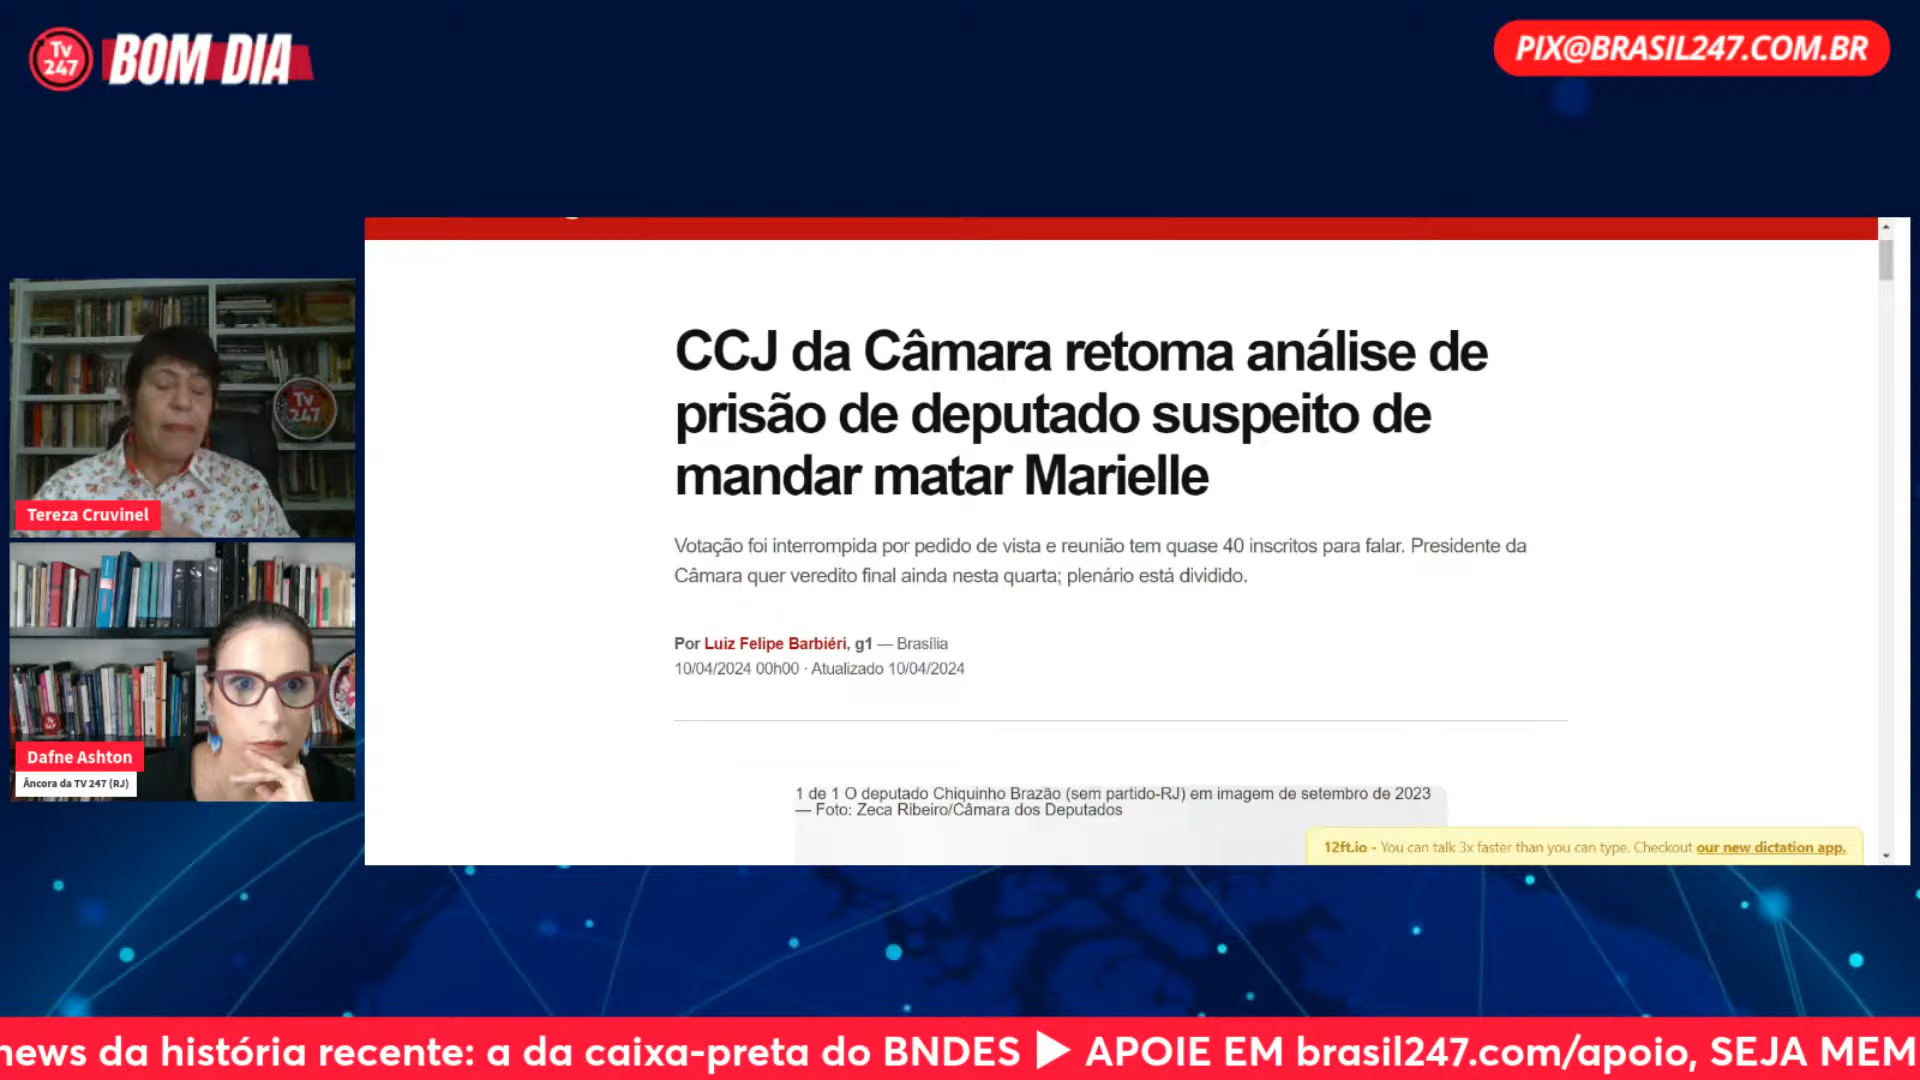 Tv 247
BOM DIA
PIX@BRASIL247.COM.BR
CCJ da Câmara retoma análise de
prisão de deputado suspeito de
mandar matar Marielle
Votação foi interrompida por pedido de vista e reunião tem quase 40 inscritos para falar. Presidente da
Câmara quer veredito final ainda nesta quarta; plenário está dividido.
Por Luiz Felipe Barbiéri, g1 — Brasília
10/04/2024 00h00 · Atualizado 10/04/2024
1 de 1 O deputado Chiquinho Brazão (sem partido-RJ) em imagem de setembro de 2023
— Foto: Zeca Ribeiro/Câmara dos Deputados
12ft.io - You can talk 3x faster than you can type. Checkout our new dictation app.
Tv
247
Tereza Cruvinel
Dafne Ashton
Âncora da TV 247 (RJ)
news da história recente: a da caixa-preta do BNDES ▶ APOIE EM brasil247.com/apoio, SEJA MEM